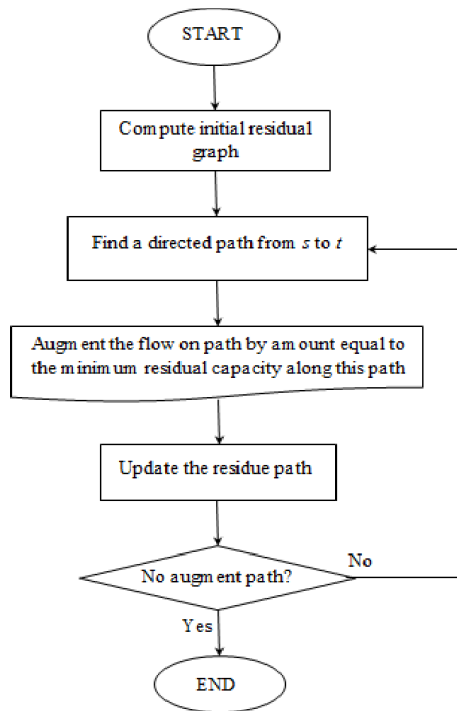 START
Compute initial residual
graph
Find a directed path from s to t
Augment the flow on path by amount equal to
the minimum residual capacity along this path
Update the residue path
No augment path?
No
Yes
END